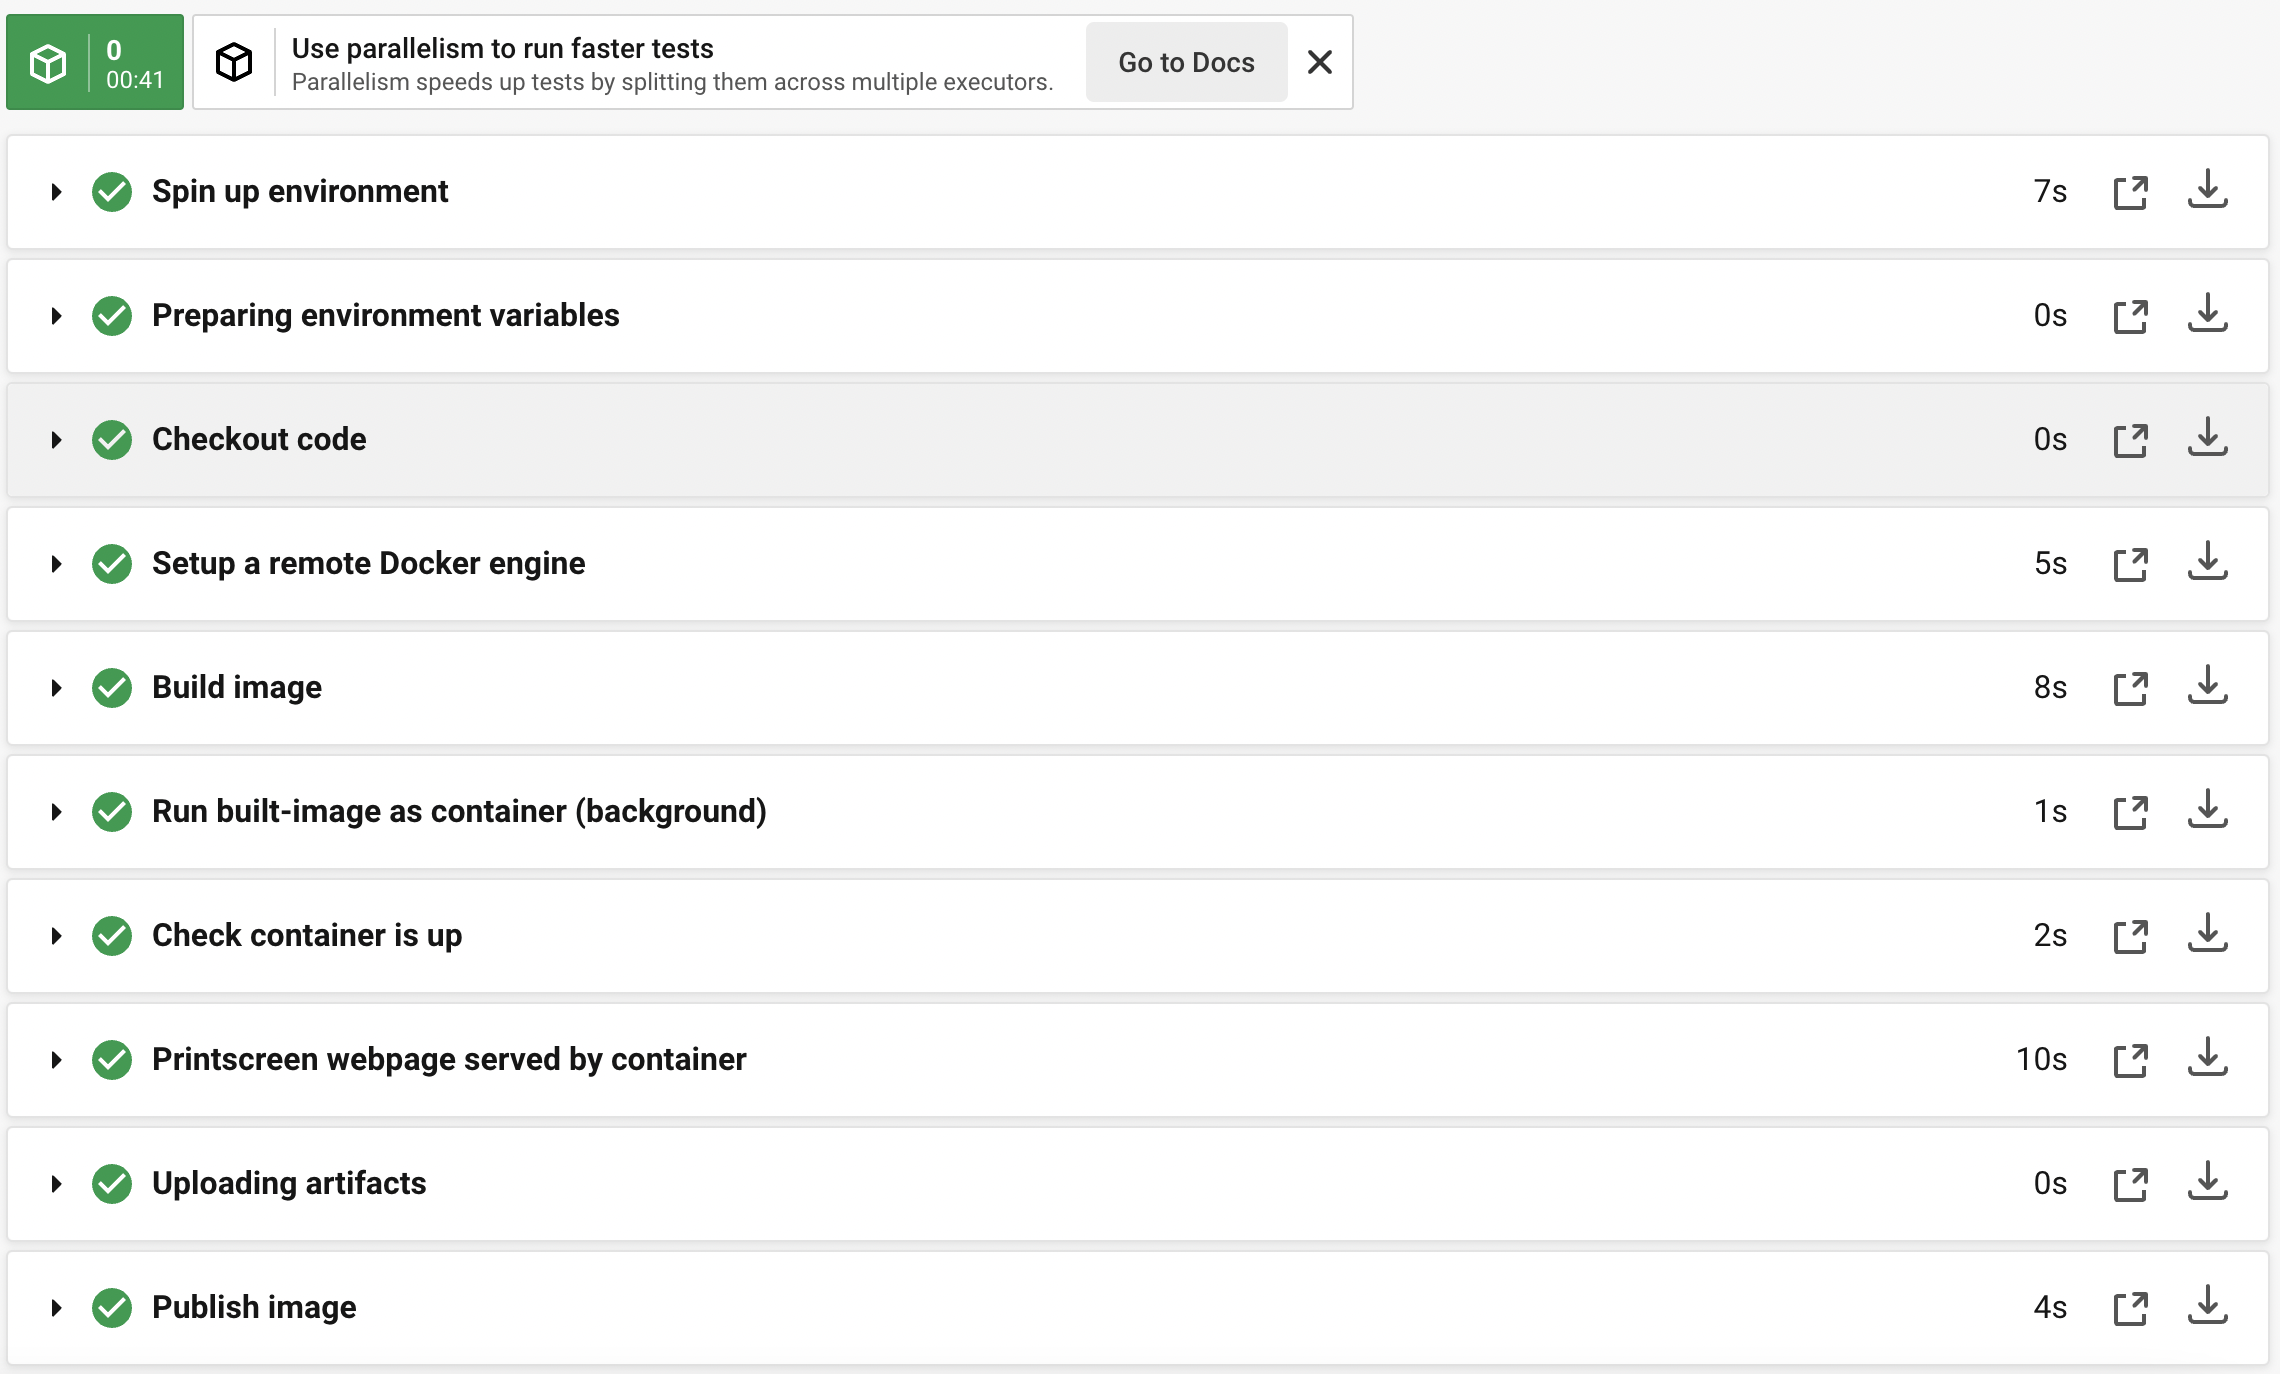 0
00:41
Use parallelism to run faster tests
Parallelism speeds up tests by splitting them across multiple executors.
Go to Docs
Spin up environment 7s
Preparing environment variables 0s
Checkout code 0s
Setup a remote Docker engine 5s
Build image 8s
Run built-image as container (background) 1s
Check container is up 2s
Printscreen webpage served by container 10s
Uploading artifacts 0s
Publish image 4s